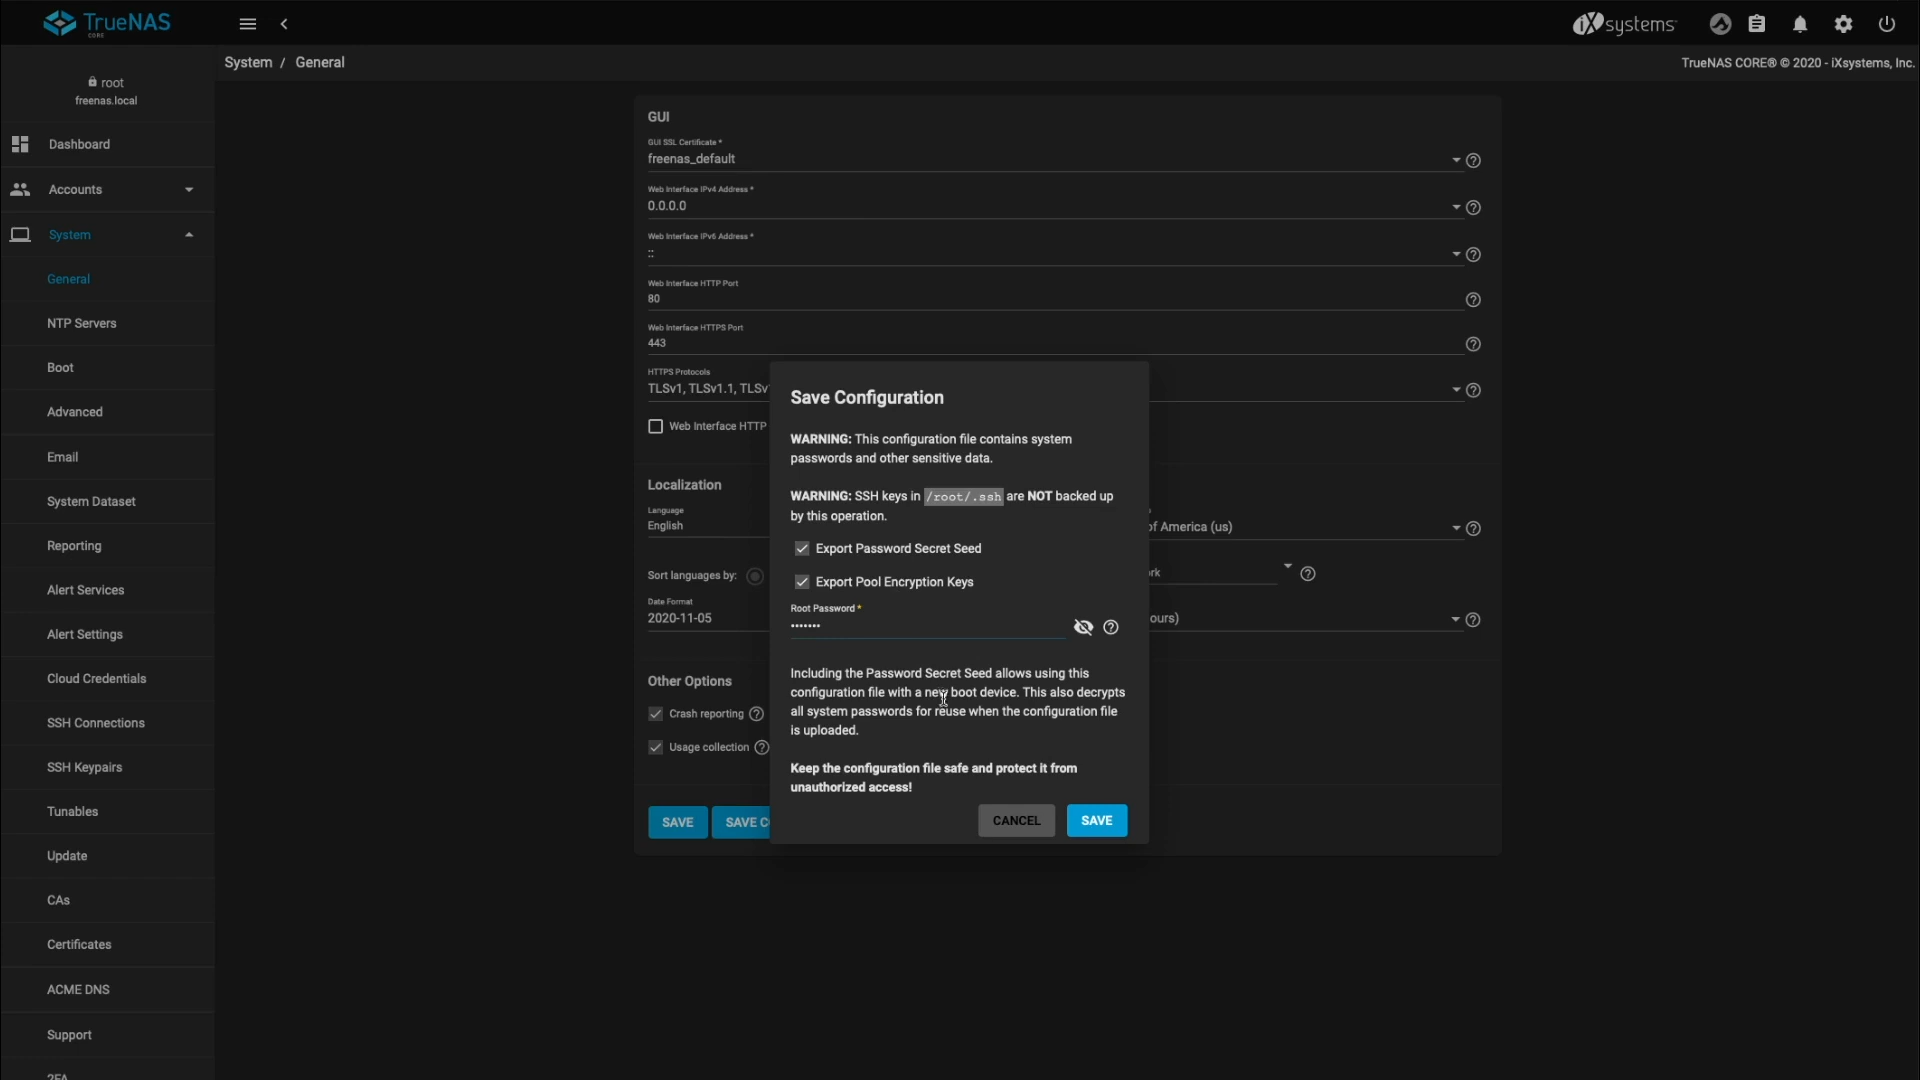 TrueNAS
CORE
iXsystems
System / General
TrueNAS CORE® © 2020 - iXsystems, Inc.
root
freenas.local
Dashboard
Accounts
System
General
NTP Servers
Boot
Advanced
Email
System Dataset
Reporting
Alert Services
Alert Settings
Cloud Credentials
SSH Connections
SSH Keypairs
Tunables
Update
CAs
Certificates
ACME DNS
Support
2FA
GUI
GUI SSL Certificate *
freenas_default
Web Interface IPv4 Address *
0.0.0.0
Web Interface IPv6 Address *
::
Web Interface HTTP Port
80
Web Interface HTTPS Port
443
HTTPS Protocols
TLSv1, TLSv1.1, TLSv
Web Interface HTTP
Localization
Language
English
of America (us)
Sort languages by:
rk
Date Format
2020-11-05
ours)
Other Options
Crash reporting
Usage collection
SAVE
SAVE C
Save Configuration
WARNING: This configuration file contains system
passwords and other sensitive data.
WARNING: SSH keys in /root/.ssh are NOT backed up
by this operation.
Export Password Secret Seed
Export Pool Encryption Keys
Root Password *
•••••••
Including the Password Secret Seed allows using this
configuration file with a new boot device. This also decrypts
all system passwords for reuse when the configuration file
is uploaded.
Keep the configuration file safe and protect it from
unauthorized access!
CANCEL
SAVE